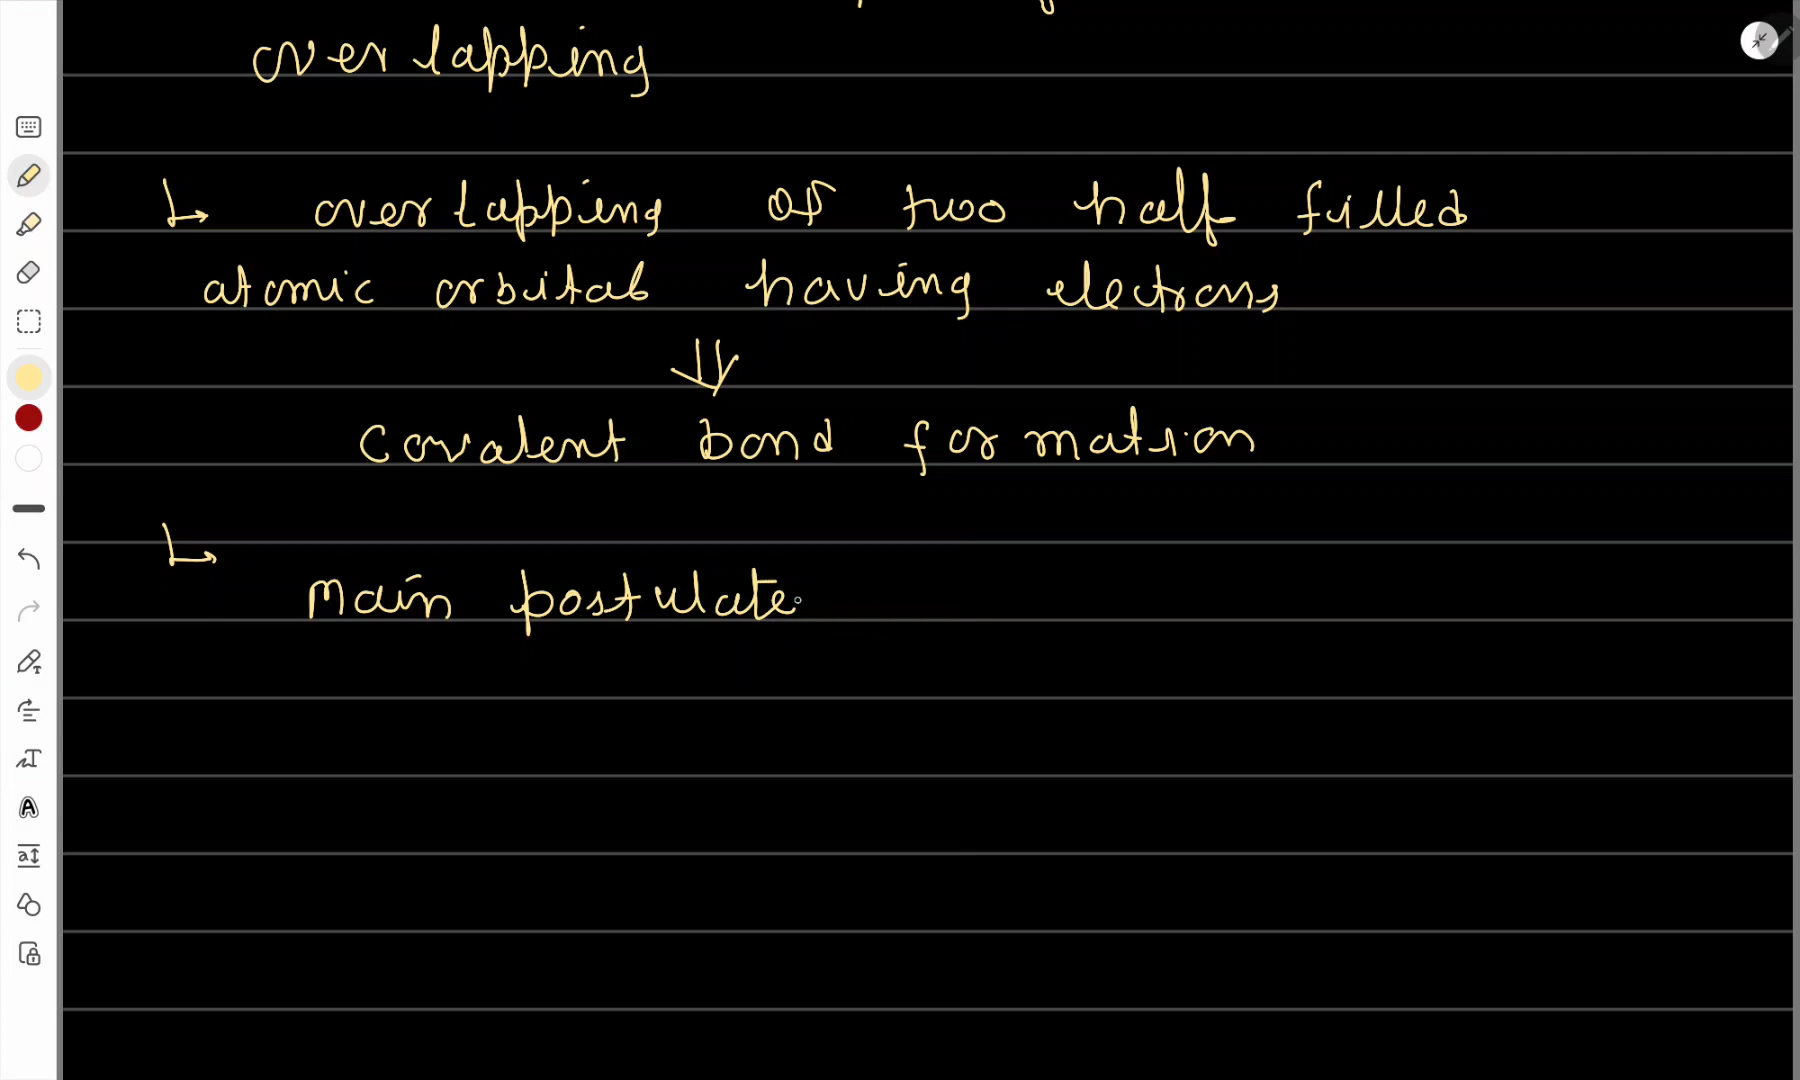 overlapping
↳ overlapping of two half filled
atomic orbital having electrons
⇓
Covalent bond formation
↳
Main postulate